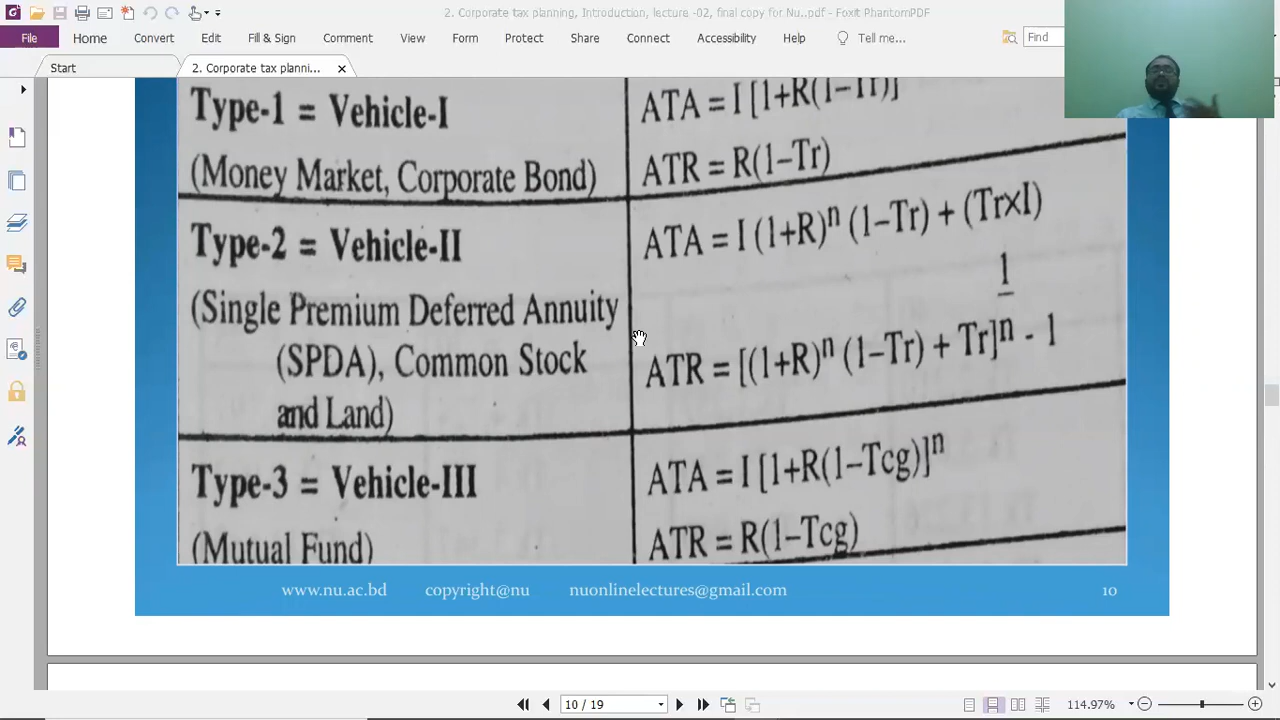 2. Corporate tax planning, Introduction, lecture -02, final copy for Nu..pdf - Foxit PhantomPDF
File Home Convert Edit Fill & Sign Comment View Form Protect Share Connect Accessibility Help Tell me... Find
Start 2. Corporate tax planni...
Type-1 = Vehicle-I
(Money Market, Corporate Bond)
ATA = I [1+R(1–Tr)]
ATR = R(1–Tr)
Type-2 = Vehicle-II
(Single Premium Deferred Annuity
(SPDA), Common Stock
and Land)
ATA = I (1+R)ⁿ (1–Tr) + (Tr×I)
1
ATR = [(1+R)ⁿ (1–Tr) + Tr]n - 1
Type-3 = Vehicle-III
(Mutual Fund)
ATA = I [1+R(1–Tcg)]ⁿ
ATR = R(1–Tcg)
www.nu.ac.bd copyright@nu nuonlinelectures@gmail.com 10
10 / 19 114.97%